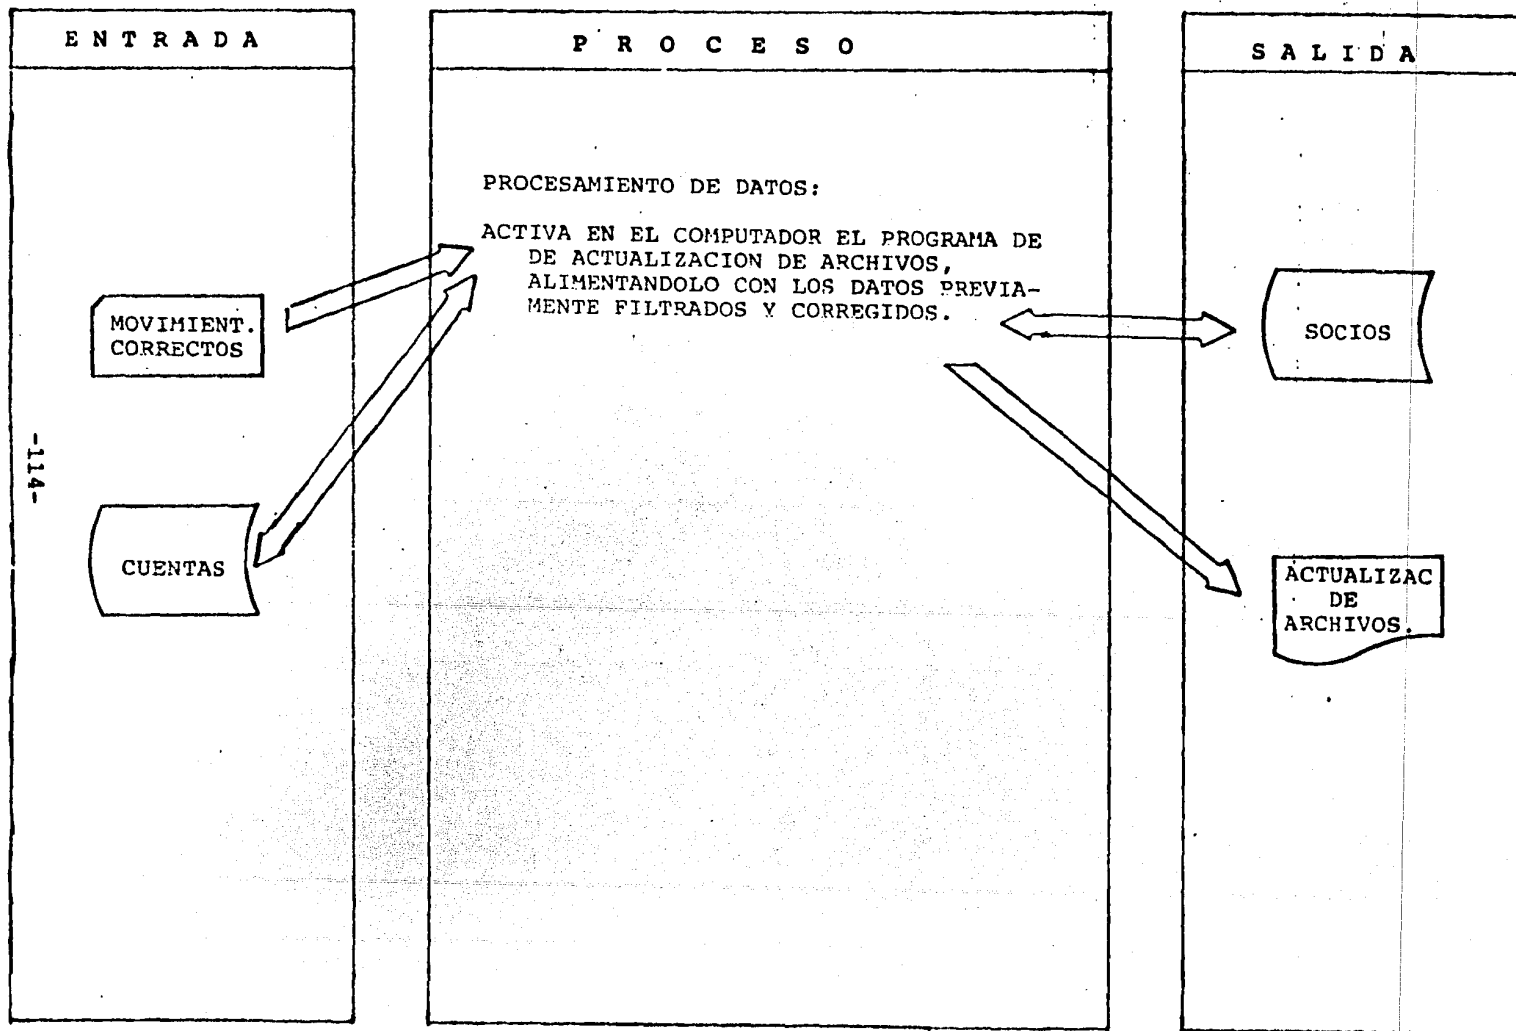 E N T R A D A
P R O C E S O
S A L I D A
PROCESAMIENTO DE DATOS:
ACTIVA EN EL COMPUTADOR EL PROGRAMA DE
DE ACTUALIZACION DE ARCHIVOS,
ALIMENTANDOLO CON LOS DATOS PREVIA-
MENTE FILTRADOS Y CORREGIDOS.
MOVIMIENT.
CORRECTOS
CUENTAS
SOCIOS
ACTUALIZAC
DE
ARCHIVOS.
-114-